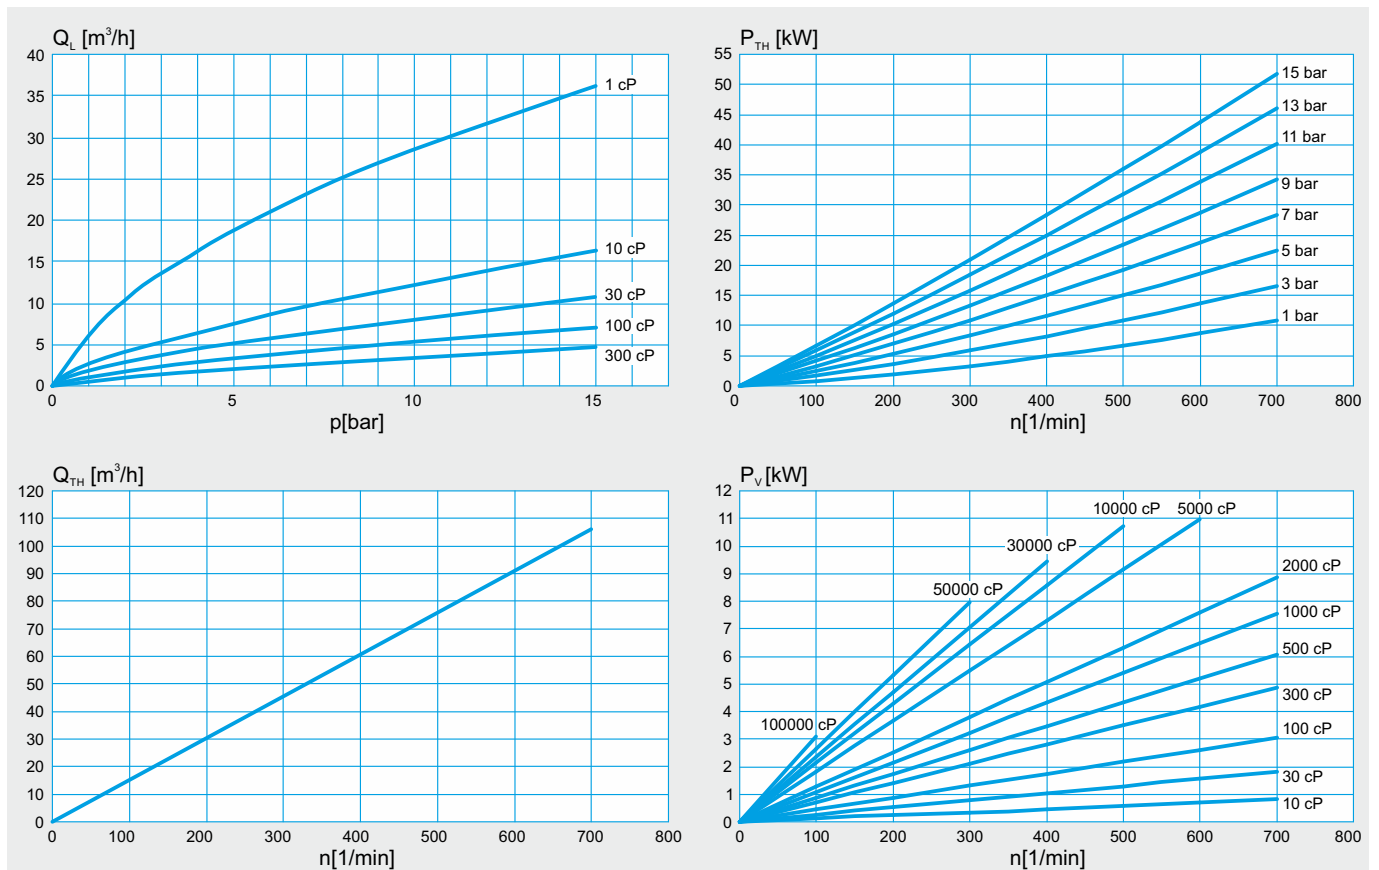 Q_L [m³/h]
40
35
30
25
20
15
10
5
0
1 cP
10 cP
30 cP
100 cP
300 cP
0 5 10 15
p[bar]
P_TH [kW]
55
50
45
40
35
30
25
20
15
10
5
0
15 bar
13 bar
11 bar
9 bar
7 bar
5 bar
3 bar
1 bar
0 100 200 300 400 500 600 700 800
n[1/min]
Q_TH [m³/h]
120
110
100
90
80
70
60
50
40
30
20
10
0
0 100 200 300 400 500 600 700 800
n[1/min]
P_V [kW]
12
11
10
9
8
7
6
5
4
3
2
1
0
10000 cP 5000 cP
30000 cP
2000 cP
50000 cP
1000 cP
500 cP
300 cP
100000 cP
100 cP
30 cP
10 cP
0 100 200 300 400 500 600 700 800
n[1/min]